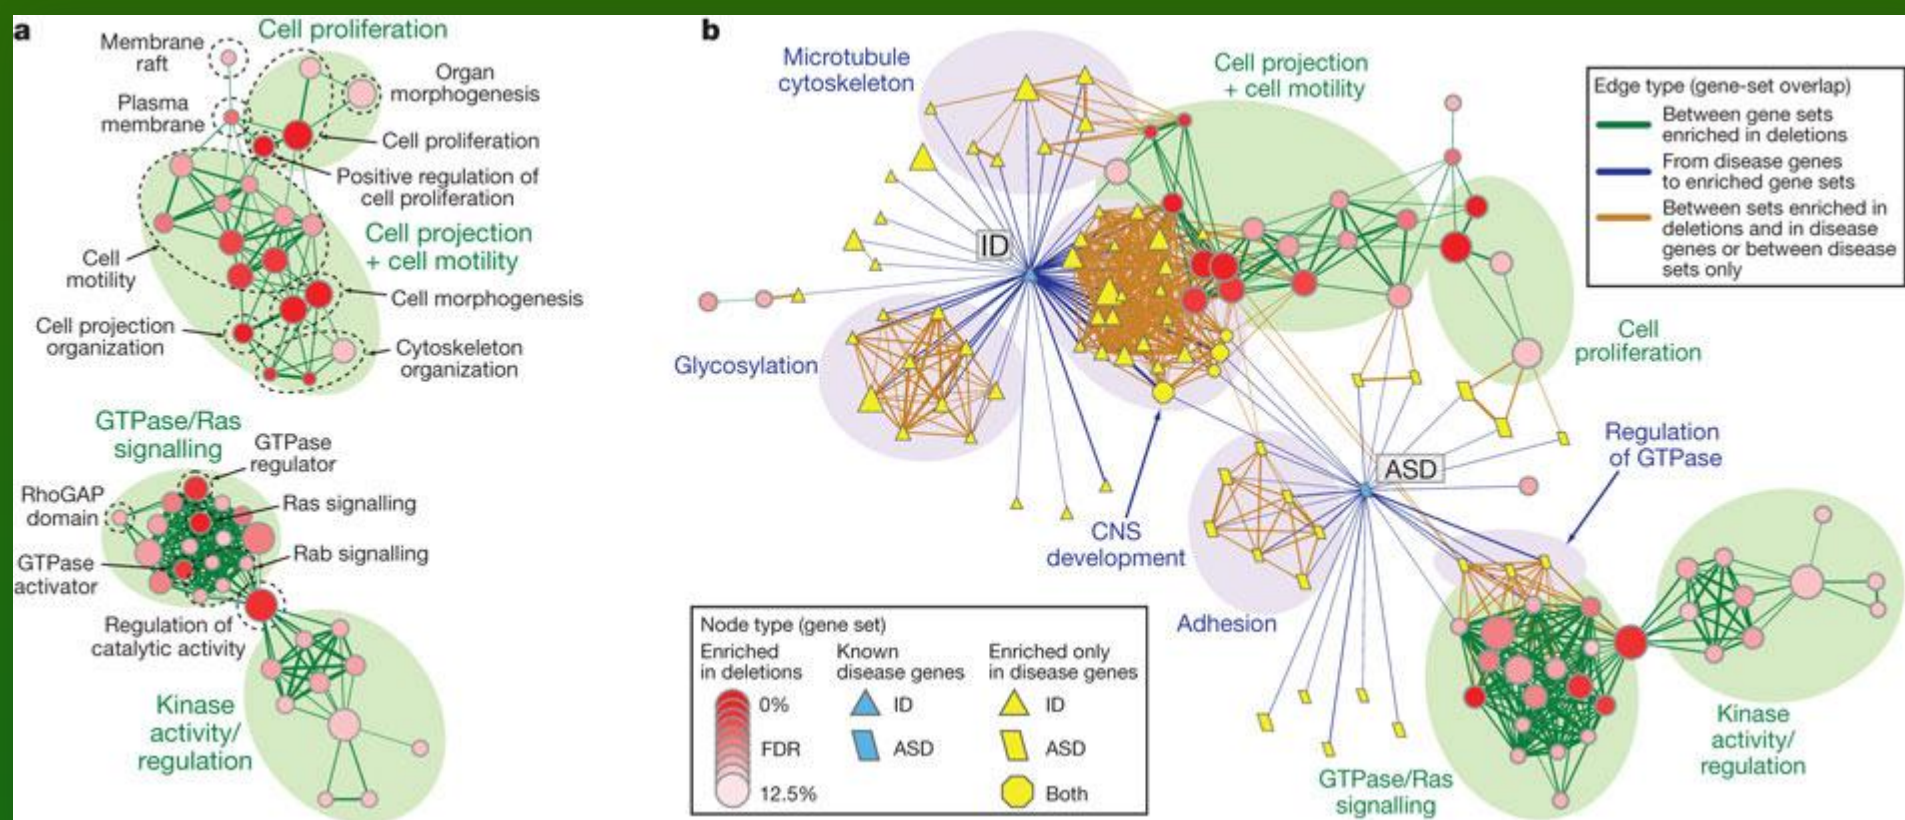 a
Cell proliferation
Membrane
raft
Organ
morphogenesis
Plasma
membrane
Cell proliferation
Positive regulation of
cell proliferation
Cell projection
+ cell motility
Cell
motility
Cell morphogenesis
Cell projection
organization
Cytoskeleton
organization
GTPase/Ras
signalling
GTPase
regulator
RhoGAP
domain
Ras signalling
Rab signalling
GTPase
activator
Regulation of
catalytic activity
Kinase
activity/
regulation
b
Microtubule
cytoskeleton
Cell projection
+ cell motility
Edge type (gene-set overlap)
Between gene sets
enriched in deletions
From disease genes
to enriched gene sets
Between sets enriched in
deletions and in disease
genes or between disease
sets only
ID
Glycosylation
Cell
proliferation
Regulation
of GTPase
ASD
CNS
development
Adhesion
Node type (gene set)
Enriched
in deletions
Known
disease genes
Enriched only
in disease genes
0%
ID
ID
FDR
ASD
ASD
12.5%
Both
GTPase/Ras
signalling
Kinase
activity/
regulation